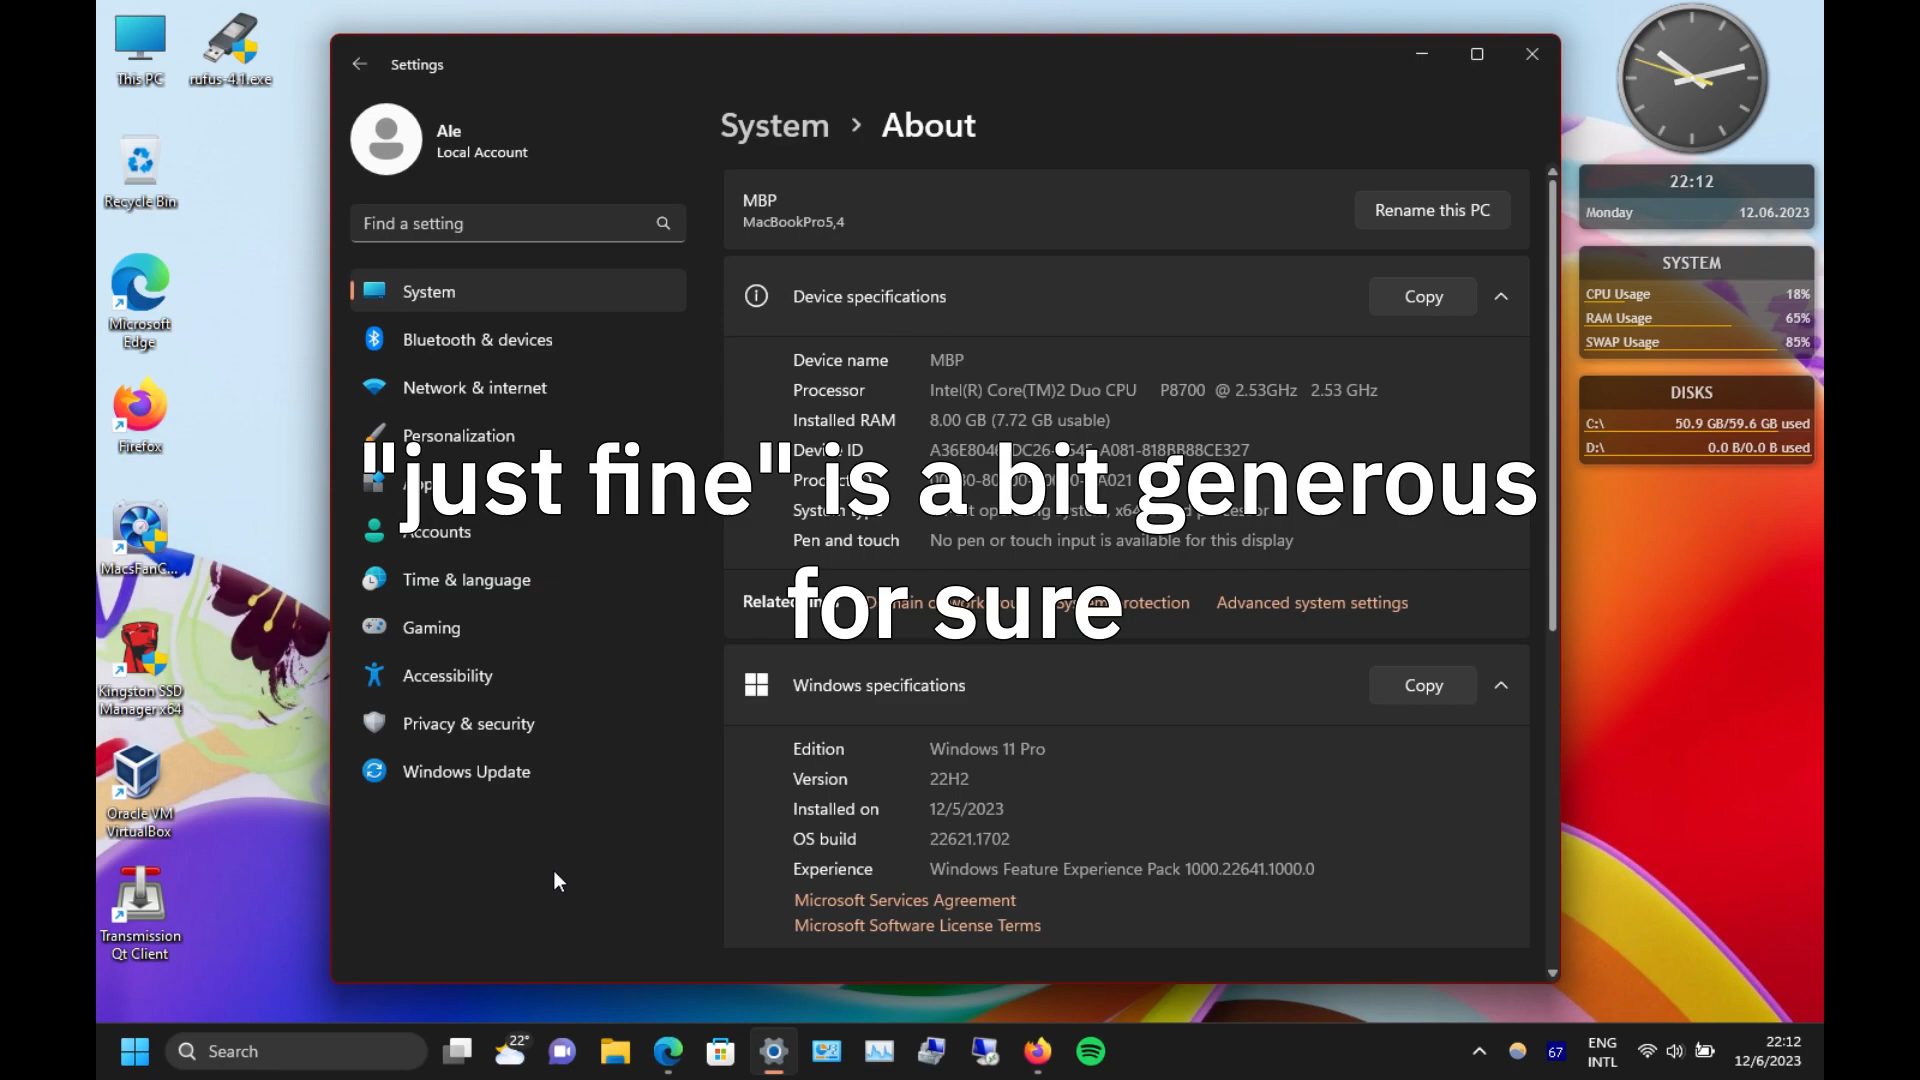 This PC
rufus-4.1.exe
Recycle Bin
Microsoft
Edge
Firefox
MacsFanC...
Kingston SSD
Manager.x64
Oracle VM
VirtualBox
Transmission
Qt Client
Settings
Ale
Local Account
Find a setting
System
Bluetooth & devices
Network & internet
Personalization
Accounts
Time & language
Gaming
Accessibility
Privacy & security
Windows Update
System > About
MBP
MacBookPro5,4
Rename this PC
Device specifications
Copy
Device name MBP
Processor Intel(R) Core(TM)2 Duo CPU P8700 @ 2.53GHz 2.53 GHz
Installed RAM 8.00 GB (7.72 GB usable)
Device ID
"just fine" is a bit generous
for sure
Pen and touch No pen or touch input is available for this display
Advanced system settings
Windows specifications
Copy
Edition Windows 11 Pro
Version 22H2
Installed on 12/5/2023
OS build 22621.1702
Experience Windows Feature Experience Pack 1000.22641.1000.0
Microsoft Services Agreement
Microsoft Software License Terms
22:12
Monday 12.06.2023
SYSTEM
CPU Usage 18%
RAM Usage 65%
SWAP Usage 85%
DISKS
C:\ 50.9 GB/59.6 GB used
D:\ 0.0 B/0.0 B used
Search
22°
67
ENG
INTL
22:12
12/6/2023